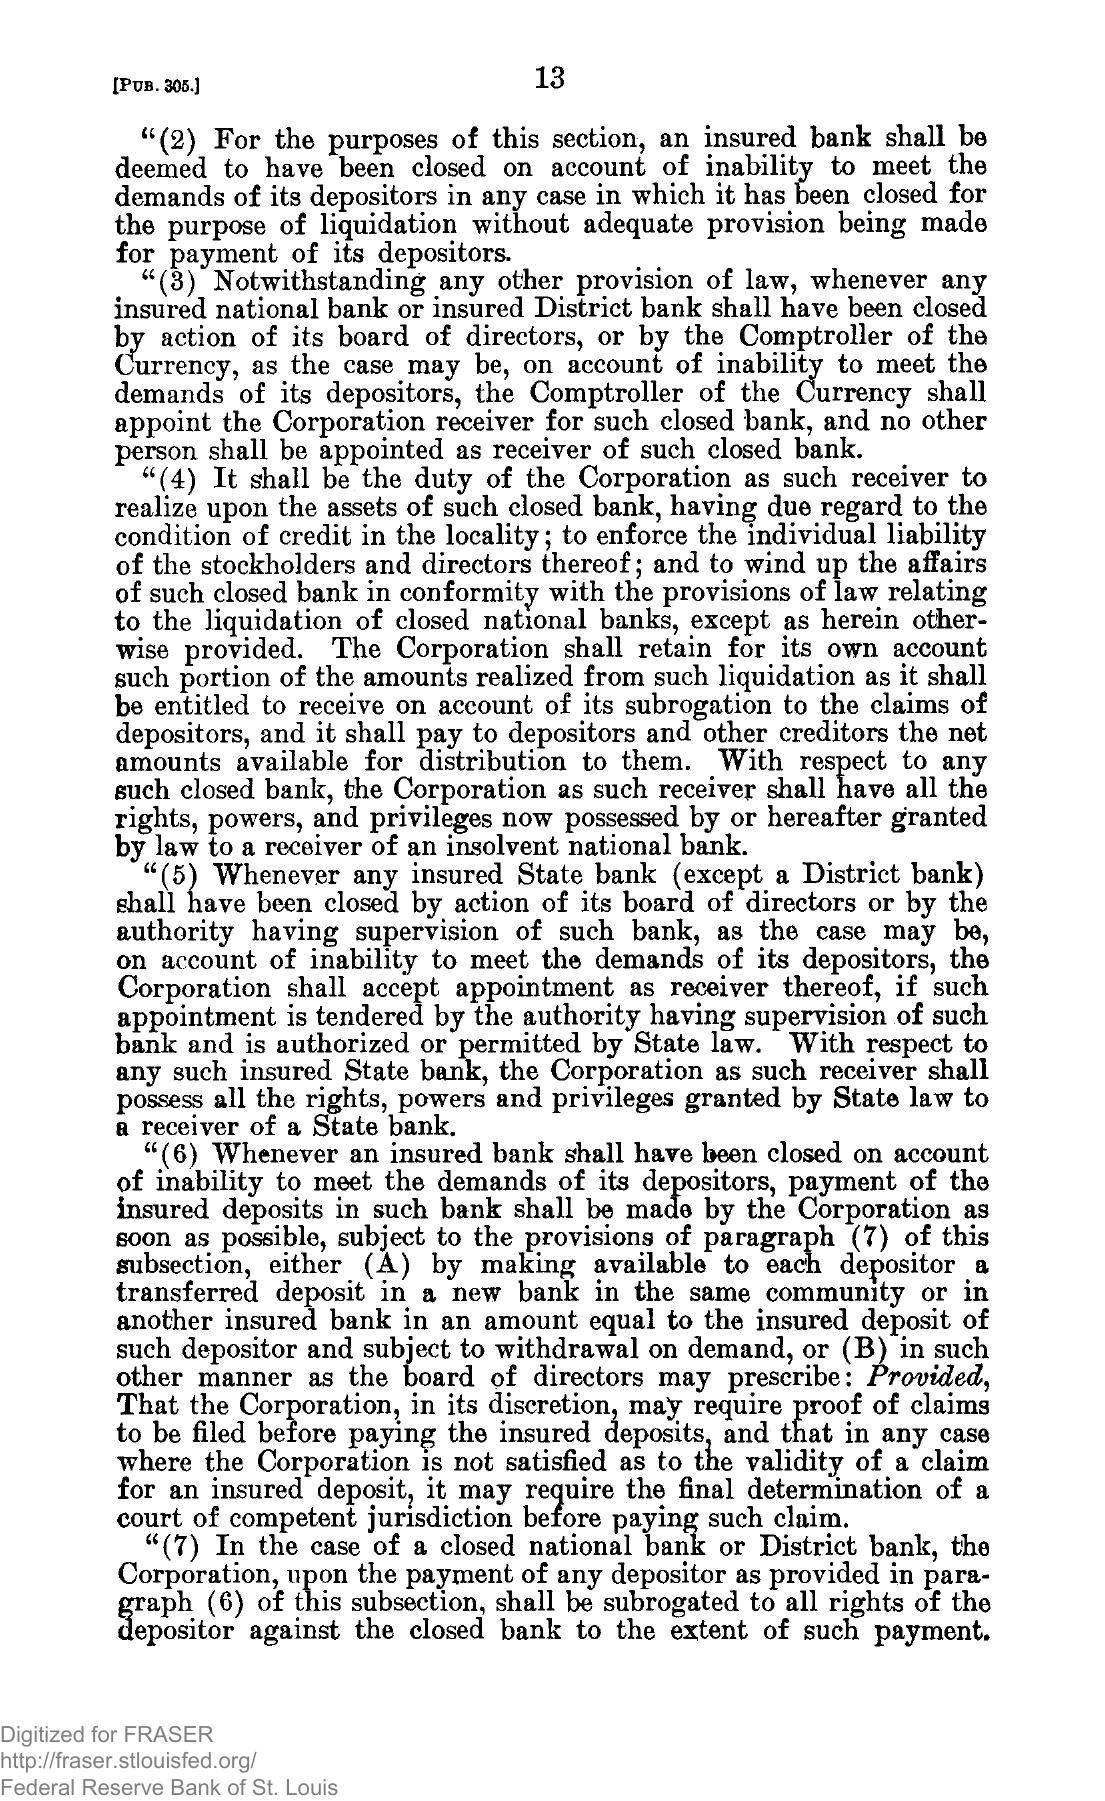 [PUB. 305.]
13
"(2) For the purposes of this section, an insured bank shall be
deemed to have been closed on account of inability to meet the
demands of its depositors in any case in which it has been closed for
the purpose of liquidation without adequate provision being made
for payment of its depositors.
"(3) Notwithstanding any other provision of law, whenever any
insured national bank or insured District bank shall have been closed
by action of its board of directors, or by the Comptroller of the
Currency, as the case may be, on account of inability to meet the
demands of its depositors, the Comptroller of the Currency shall
appoint the Corporation receiver for such closed bank, and no other
person shall be appointed as receiver of such closed bank.
"(4) It shall be the duty of the Corporation as such receiver to
realize upon the assets of such closed bank, having due regard to the
condition of credit in the locality; to enforce the individual liability
of the stockholders and directors thereof; and to wind up the affairs
of such closed bank in conformity with the provisions of law relating
to the liquidation of closed national banks, except as herein other-
wise provided. The Corporation shall retain for its own account
such portion of the amounts realized from such liquidation as it shall
be entitled to receive on account of its subrogation to the claims of
depositors, and it shall pay to depositors and other creditors the net
amounts available for distribution to them. With respect to any
such closed bank, the Corporation as such receiver shall have all the
rights, powers, and privileges now possessed by or hereafter granted
by law to a receiver of an insolvent national bank.
"(5) Whenever any insured State bank (except a District bank)
shall have been closed by action of its board of directors or by the
authority having supervision of such bank, as the case may be,
on account of inability to meet the demands of its depositors, the
Corporation shall accept appointment as receiver thereof, if such
appointment is tendered by the authority having supervision of such
bank and is authorized or permitted by State law. With respect to
any such insured State bank, the Corporation as such receiver shall
possess all the rights, powers and privileges granted by State law to
a receiver of a State bank.
"(6) Whenever an insured bank shall have been closed on account
of inability to meet the demands of its depositors, payment of the
insured deposits in such bank shall be made by the Corporation as
soon as possible, subject to the provisions of paragraph (7) of this
subsection, either (A) by making available to each depositor a
transferred deposit in a new bank in the same community or in
another insured bank in an amount equal to the insured deposit of
such depositor and subject to withdrawal on demand, or (B) in such
other manner as the board of directors may prescribe: Provided,
That the Corporation, in its discretion, may require proof of claims
to be filed before paying the insured deposits, and that in any case
where the Corporation is not satisfied as to the validity of a claim
for an insured deposit, it may require the final determination of a
court of competent jurisdiction before paying such claim.
"(7) In the case of a closed national bank or District bank, the
Corporation, upon the payment of any depositor as provided in para-
graph (6) of this subsection, shall be subrogated to all rights of the
depositor against the closed bank to the extent of such payment.
Digitized for FRASER
http://fraser.stlouisfed.org/
Federal Reserve Bank of St. Louis